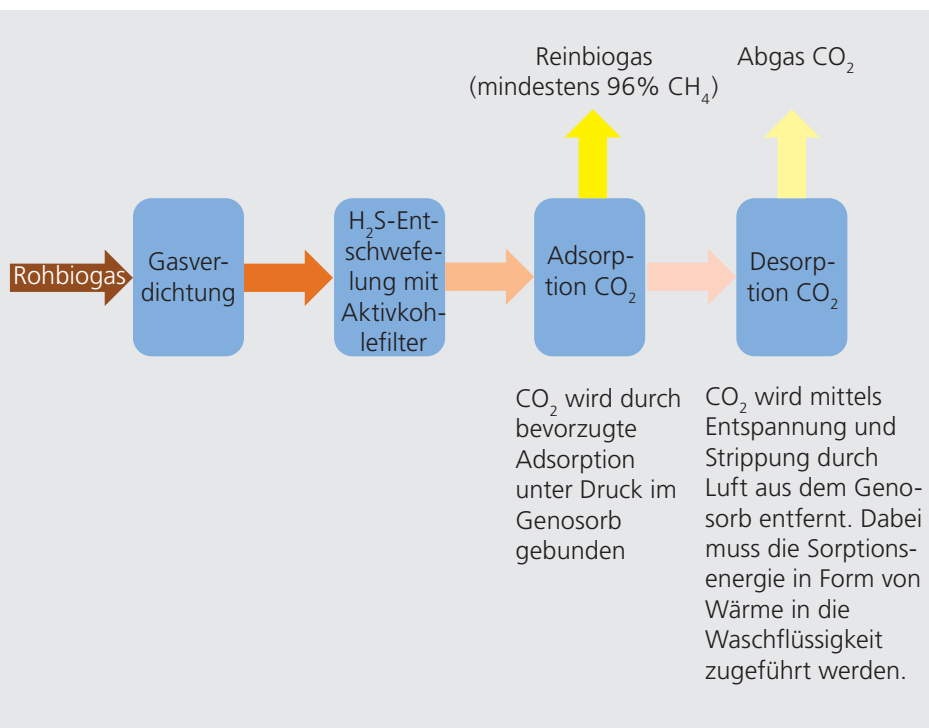 Reinbiogas
(mindestens 96% CH₄)
Abgas CO₂
Rohbiogas
Gasver-
dichtung
H₂S-Ent-
schwefe-
lung mit
Aktivkoh-
lefilter
Adsorp-
tion CO₂
Desorp-
tion CO₂
CO₂ wird durch
bevorzugte
Adsorption
unter Druck im
Genosorb
gebunden
CO₂ wird mittels
Entspannung und
Strippung durch
Luft aus dem Geno-
sorb entfernt. Dabei
muss die Sorptions-
energie in Form von
Wärme in die
Waschflüssigkeit
zugeführt werden.